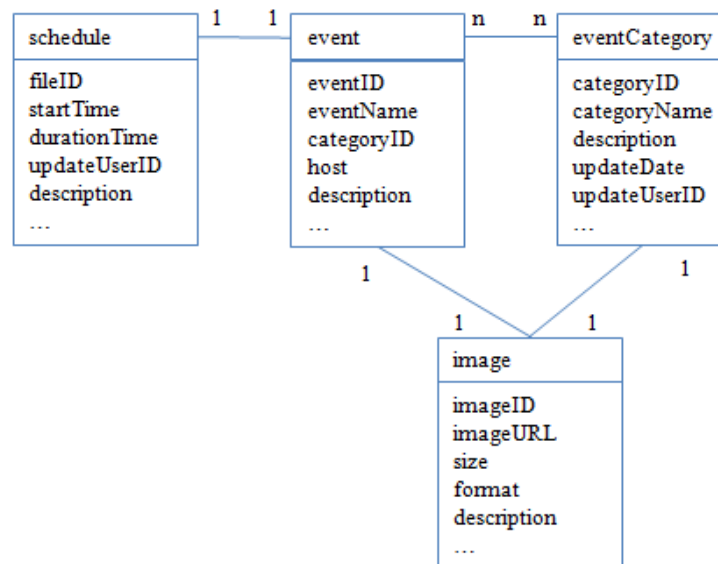 schedule
fileID
startTime
durationTime
updateUserID
description
...
1 1
event
eventID
eventName
categoryID
host
description
...
n n
eventCategory
categoryID
categoryName
description
updateDate
updateUserID
...
1
1
1
1
image
imageID
imageURL
size
format
description
...